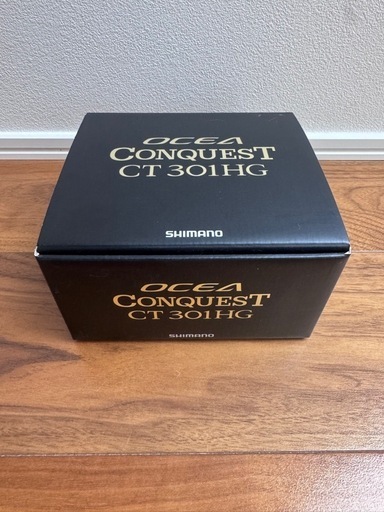 OCEA
CONQUEST
CT 301HG
SHIMANO
OCEA
CONQUEST
CT 301HG
SHIMANO